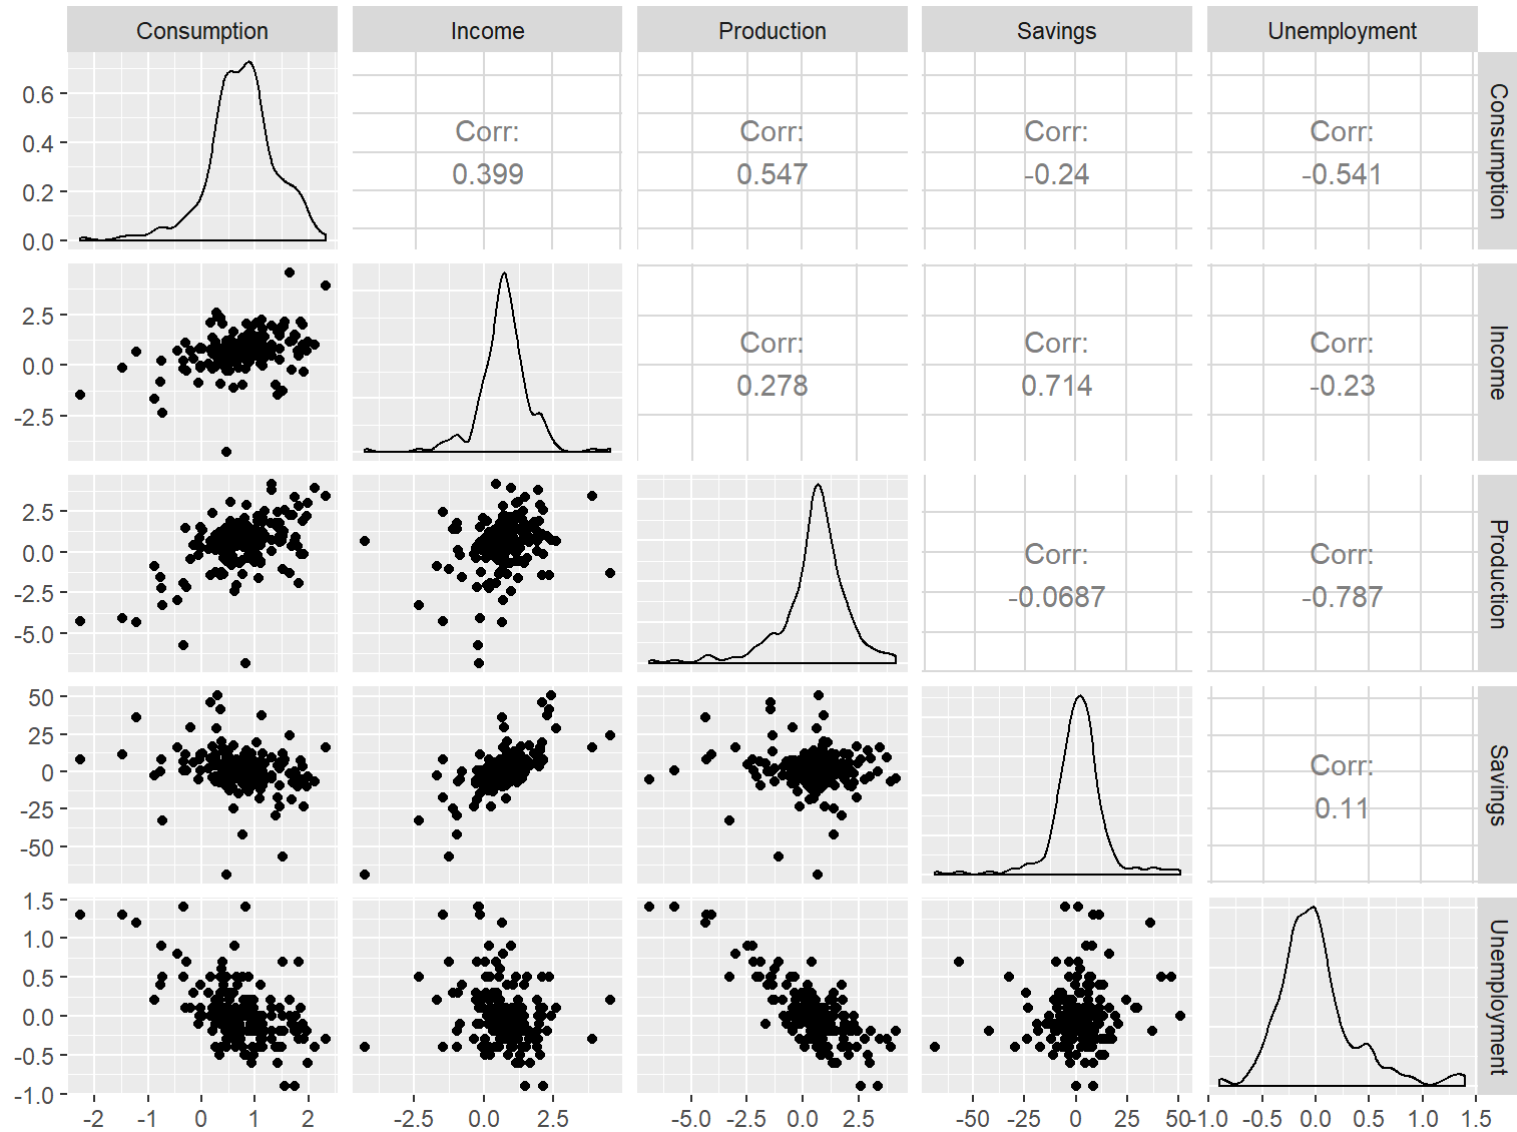 Consumption Income Production Savings Unemployment
0.6
0.4
0.2
0.0
Corr:
0.399
Corr:
0.547
Corr:
-0.24
Corr:
-0.541
Consumption
2.5
0.0
-2.5
Corr:
0.278
Corr:
0.714
Corr:
-0.23
Income
2.5
0.0
-2.5
-5.0
Corr:
-0.0687
Corr:
-0.787
Production
50
25
0
-25
-50
Corr:
0.11
Savings
1.5
1.0
0.5
0.0
-0.5
-1.0
Unemployment
-2 -1 0 1 2 -2.5 0.0 2.5 -5.0 -2.5 0.0 2.5 -50 -25 0 25 50 -1.0 -0.5 0.0 0.5 1.0 1.5